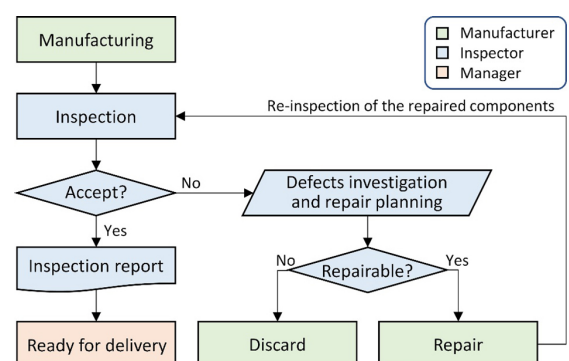 Manufacturing
Manufacturer
Inspector
Manager
Re-inspection of the repaired components
Inspection
Accept?
No
Defects investigation
and repair planning
Yes
Inspection report
No
Repairable?
Yes
Ready for delivery
Discard
Repair